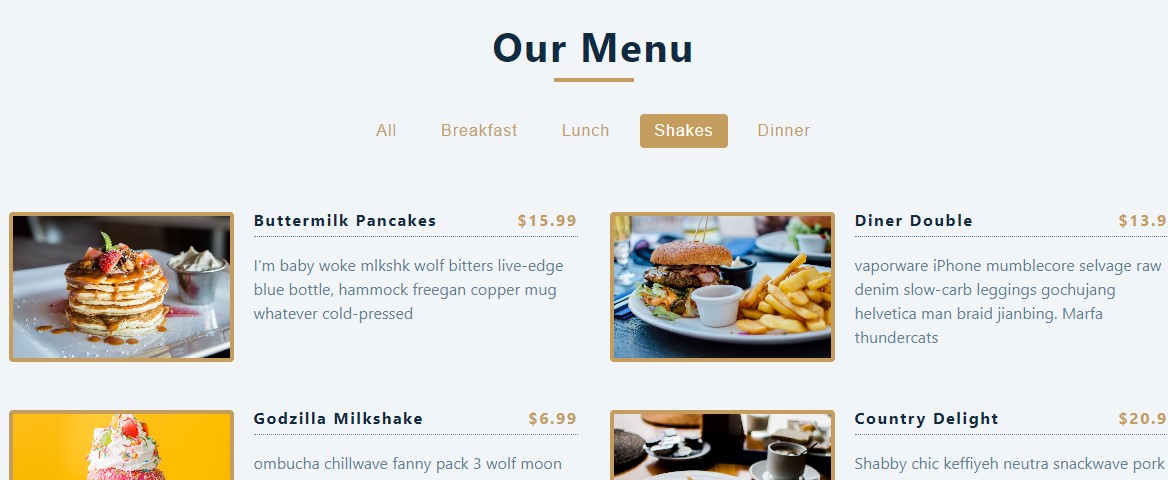 Our Menu
All Breakfast Lunch Shakes Dinner
Buttermilk Pancakes $15.99
I'm baby woke mlkshk wolf bitters live-edge
blue bottle, hammock freegan copper mug
whatever cold-pressed
Diner Double $13.9
vaporware iPhone mumblecore selvage raw
denim slow-carb leggings gochujang
helvetica man braid jianbing. Marfa
thundercats
Godzilla Milkshake $6.99
ombucha chillwave fanny pack 3 wolf moon
Country Delight $20.9
Shabby chic keffiyeh neutra snackwave pork